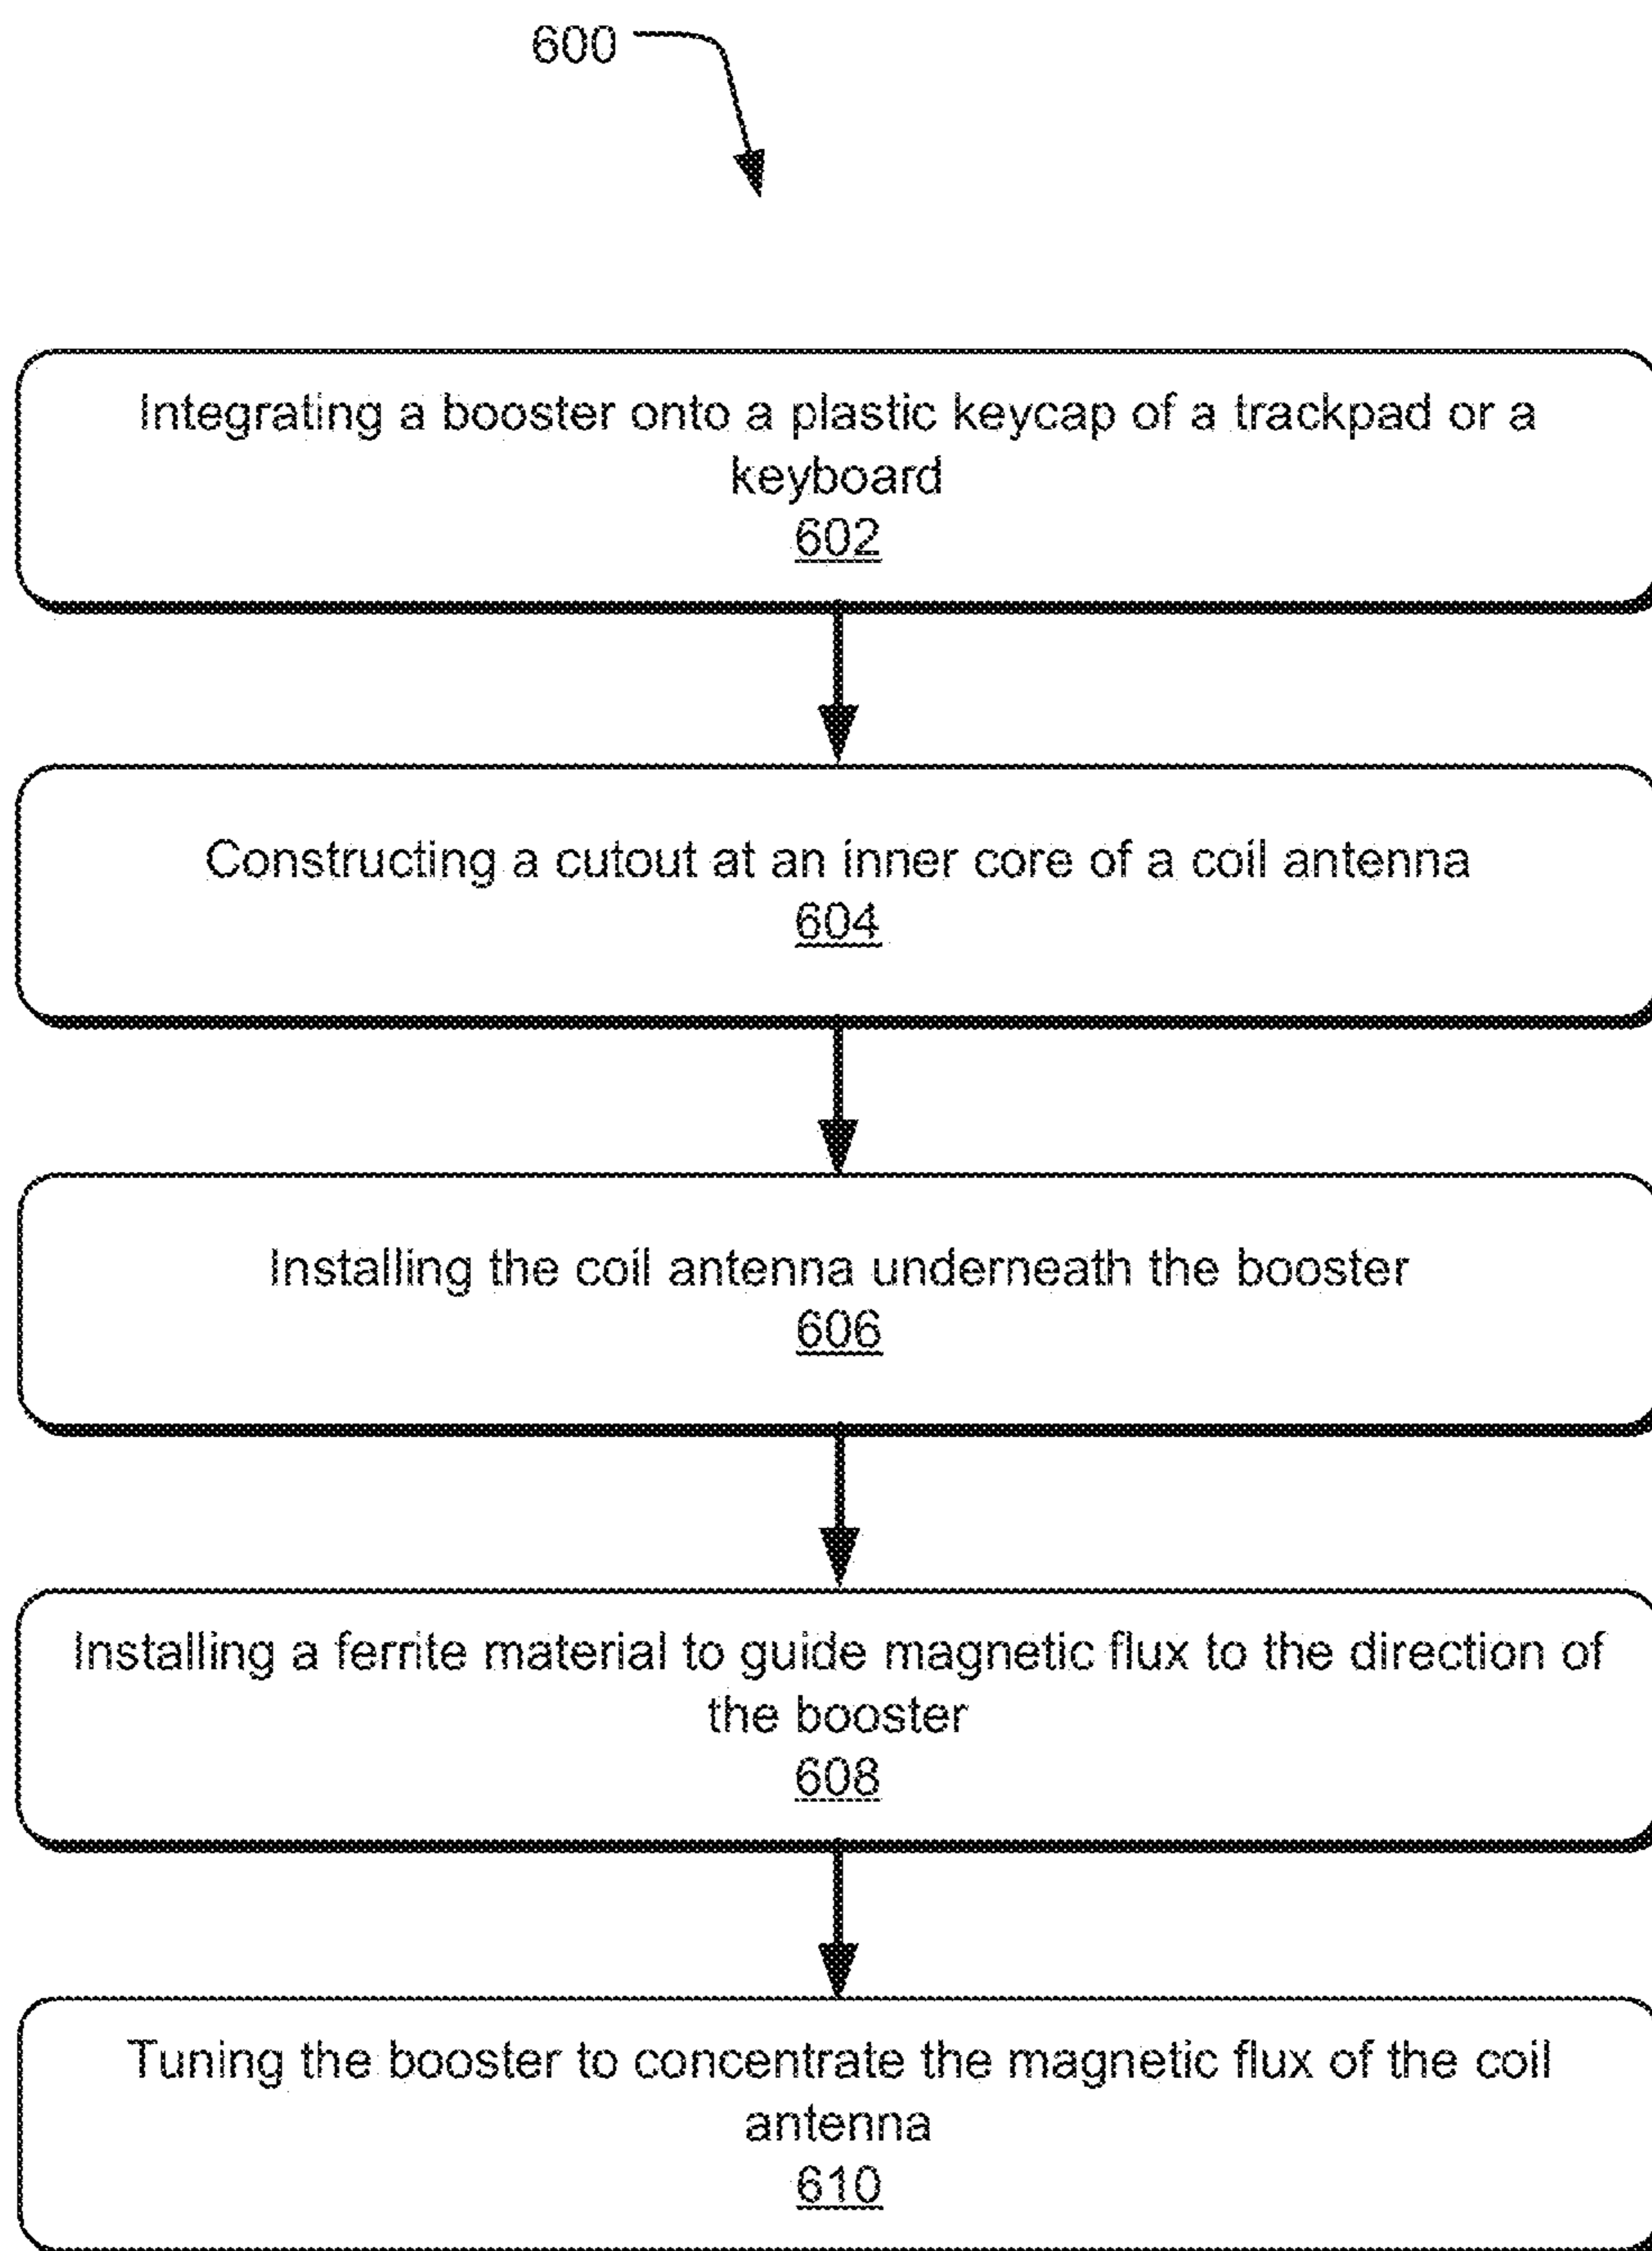 600
Integrating a booster onto a plastic keycap of a trackpad or a
keyboard
602
Constructing a cutout at an inner core of a coil antenna
604
Installing the coil antenna underneath the booster
606
Installing a ferrite material to guide magnetic flux to the direction of
the booster
608
Tuning the booster to concentrate the magnetic flux of the coil
antenna
610